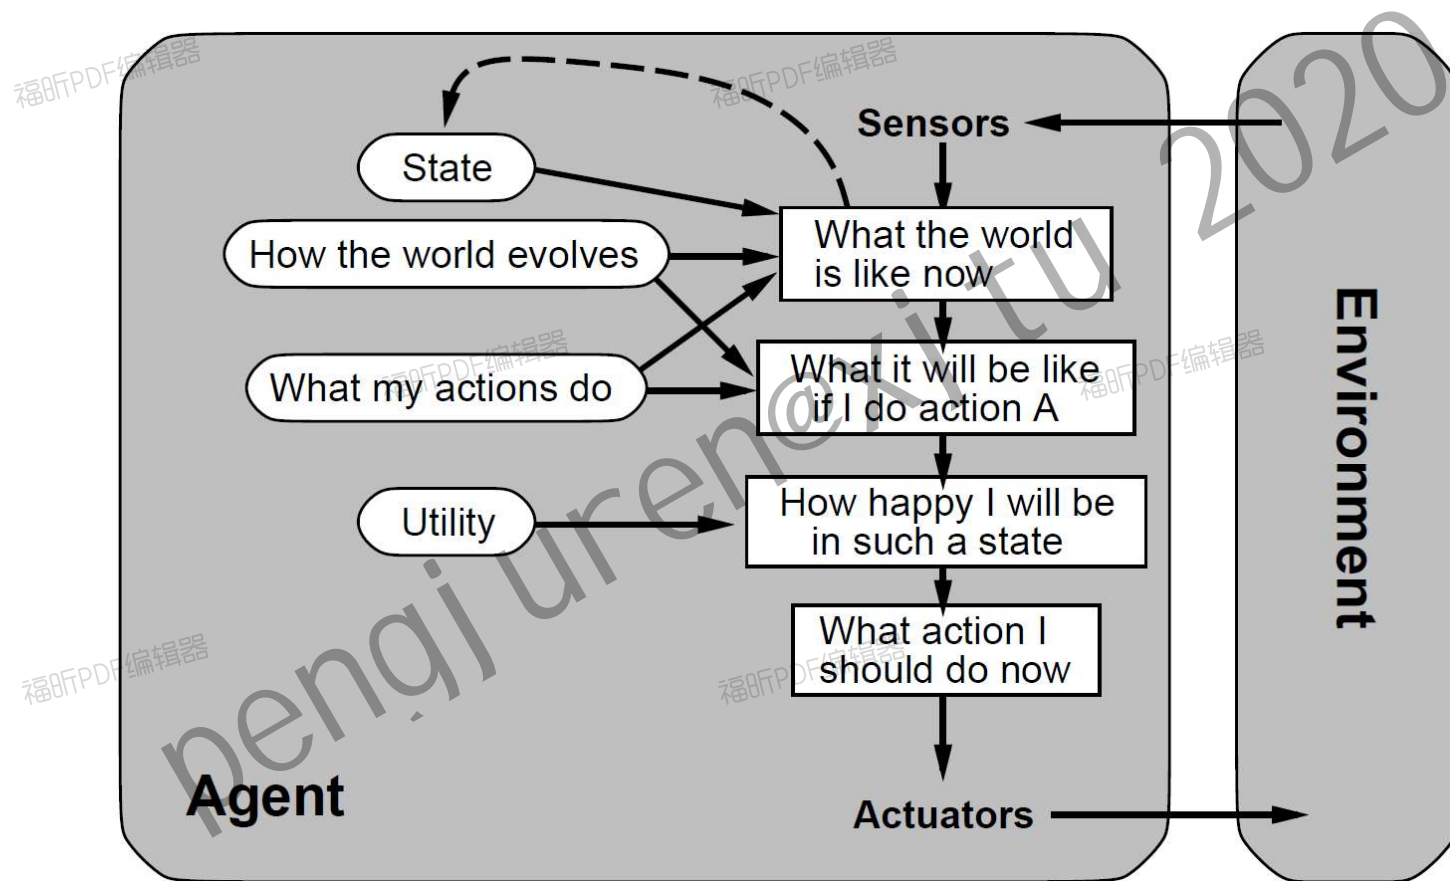 福昕PDF编辑器
福昕PDF编辑器
Sensors
State
What the world
is like now
How the world evolves
What it will be like
if I do action A
What my actions do
福昕PDF编辑器
福昕PDF编辑器
How happy I will be
in such a state
Utility
What action I
should do now
福昕PDF编辑器
福昕PDF编辑器
Agent
Actuators
Environment
pengjuren@xjtu 2020